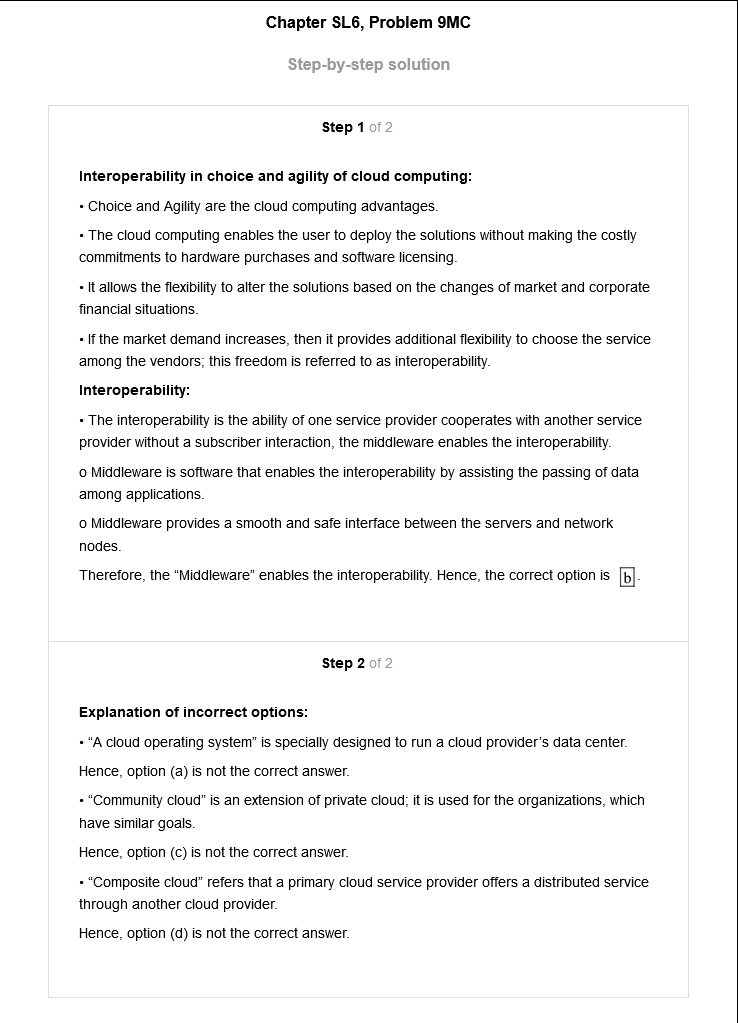 Chapter SL6, Problem 9MC
Step-by-step solution
Step 1 of 2
Interoperability in choice and agility of cloud computing:
• Choice and Agility are the cloud computing advantages.
• The cloud computing enables the user to deploy the solutions without making the costly
commitments to hardware purchases and software licensing.
• It allows the flexibility to alter the solutions based on the changes of market and corporate
financial situations.
• If the market demand increases, then it provides additional flexibility to choose the service
among the vendors; this freedom is referred to as interoperability.
Interoperability:
• The interoperability is the ability of one service provider cooperates with another service
provider without a subscriber interaction, the middleware enables the interoperability.
o Middleware is software that enables the interoperability by assisting the passing of data
among applications.
o Middleware provides a smooth and safe interface between the servers and network
nodes.
Therefore, the “Middleware” enables the interoperability. Hence, the correct option is b.
Step 2 of 2
Explanation of incorrect options:
• “A cloud operating system” is specially designed to run a cloud provider’s data center.
Hence, option (a) is not the correct answer.
• “Community cloud” is an extension of private cloud; it is used for the organizations, which
have similar goals.
Hence, option (c) is not the correct answer.
• “Composite cloud” refers that a primary cloud service provider offers a distributed service
through another cloud provider.
Hence, option (d) is not the correct answer.